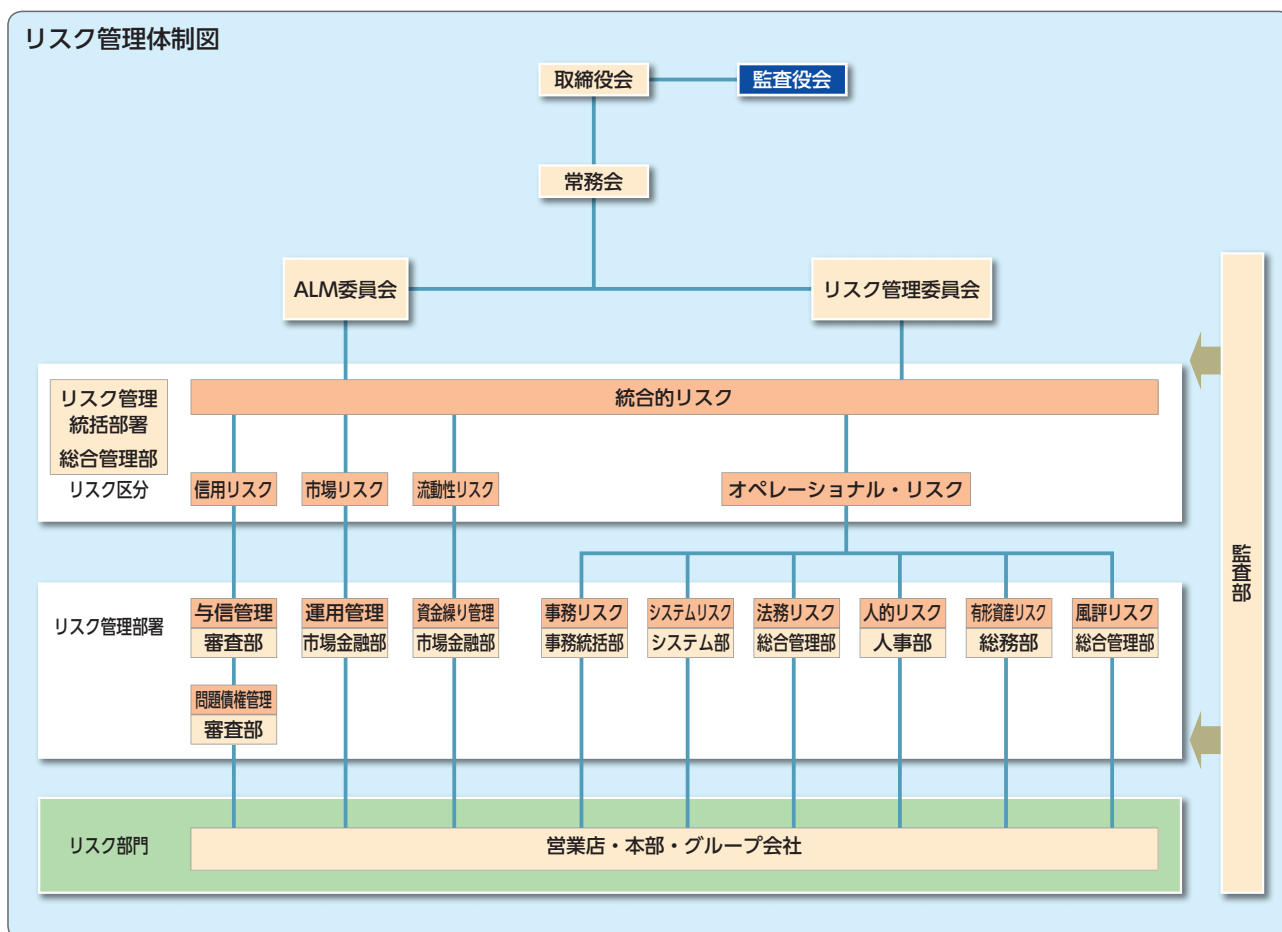 リスク管理体制図
取締役会
監査役会
常務会
ALM委員会
リスク管理委員会
リスク管理
統括部署
総合管理部
統合的リスク
リスク区分
信用リスク
市場リスク
流動性リスク
オペレーショナル・リスク
監査部
リスク管理部署
与信管理
審査部
運用管理
市場金融部
資金繰り管理
市場金融部
事務リスク
事務統括部
システムリスク
システム部
法務リスク
総合管理部
人的リスク
人事部
有形資産リスク
総務部
風評リスク
総合管理部
問題債権管理
審査部
リスク部門
営業店・本部・グループ会社